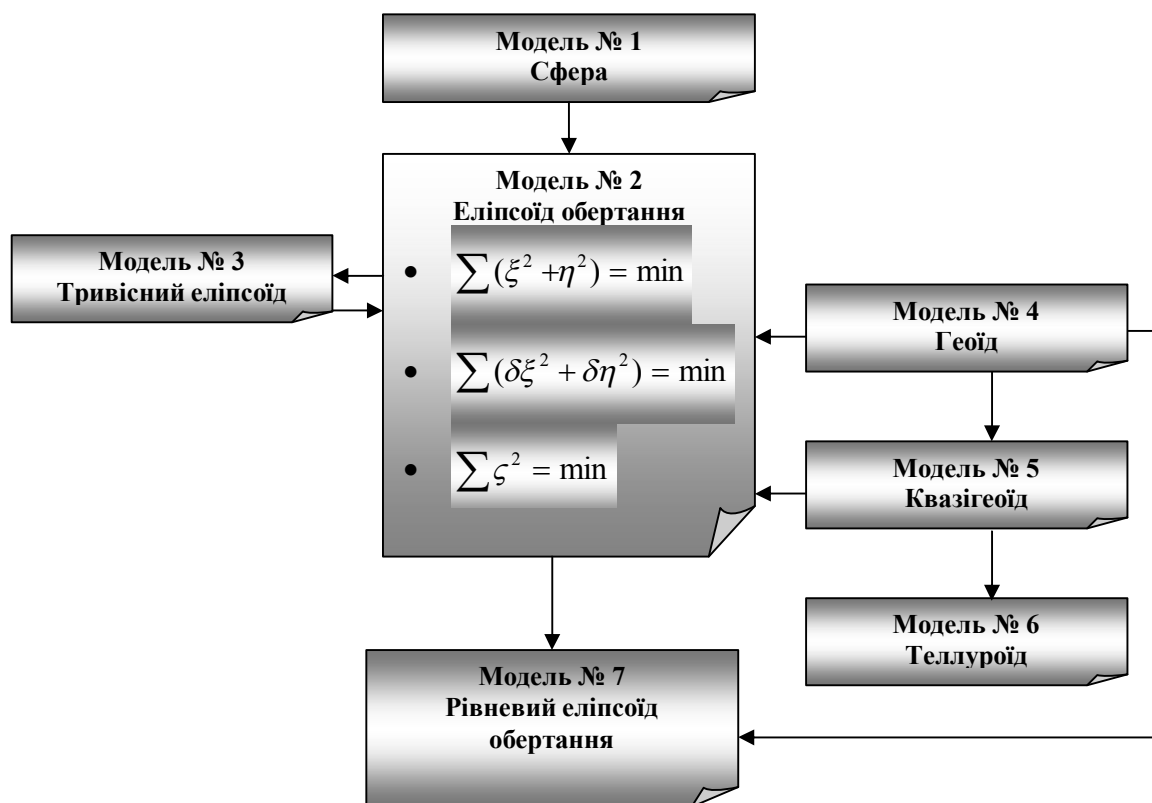 Модель № 1
Сфера
Модель № 2
Еліпсоїд обертання
• ∑(ξ² +η²) = min
• ∑(δξ² + δη²) = min
• ∑ς² = min
Модель № 3
Тривісний еліпсоїд
Модель № 4
Геоїд
Модель № 5
Квазігеоїд
Модель № 6
Теллуроїд
Модель № 7
Рівневий еліпсоїд
обертання